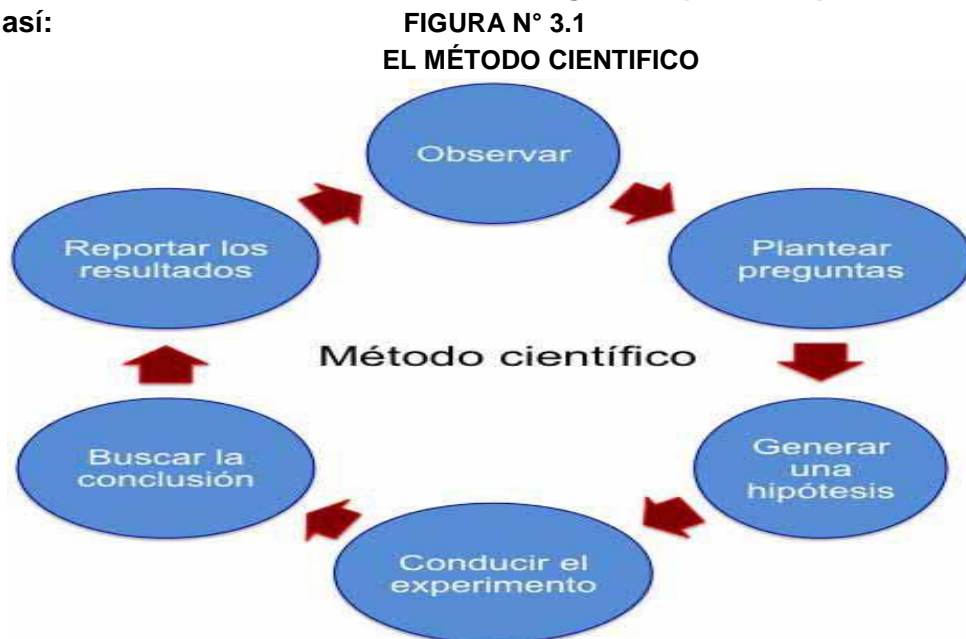 así:
FIGURA N° 3.1
EL MÉTODO CIENTIFICO
Observar
Plantear
preguntas
Generar
una
hipótesis
Conducir el
experimento
Buscar la
conclusión
Reportar los
resultados
Método científico